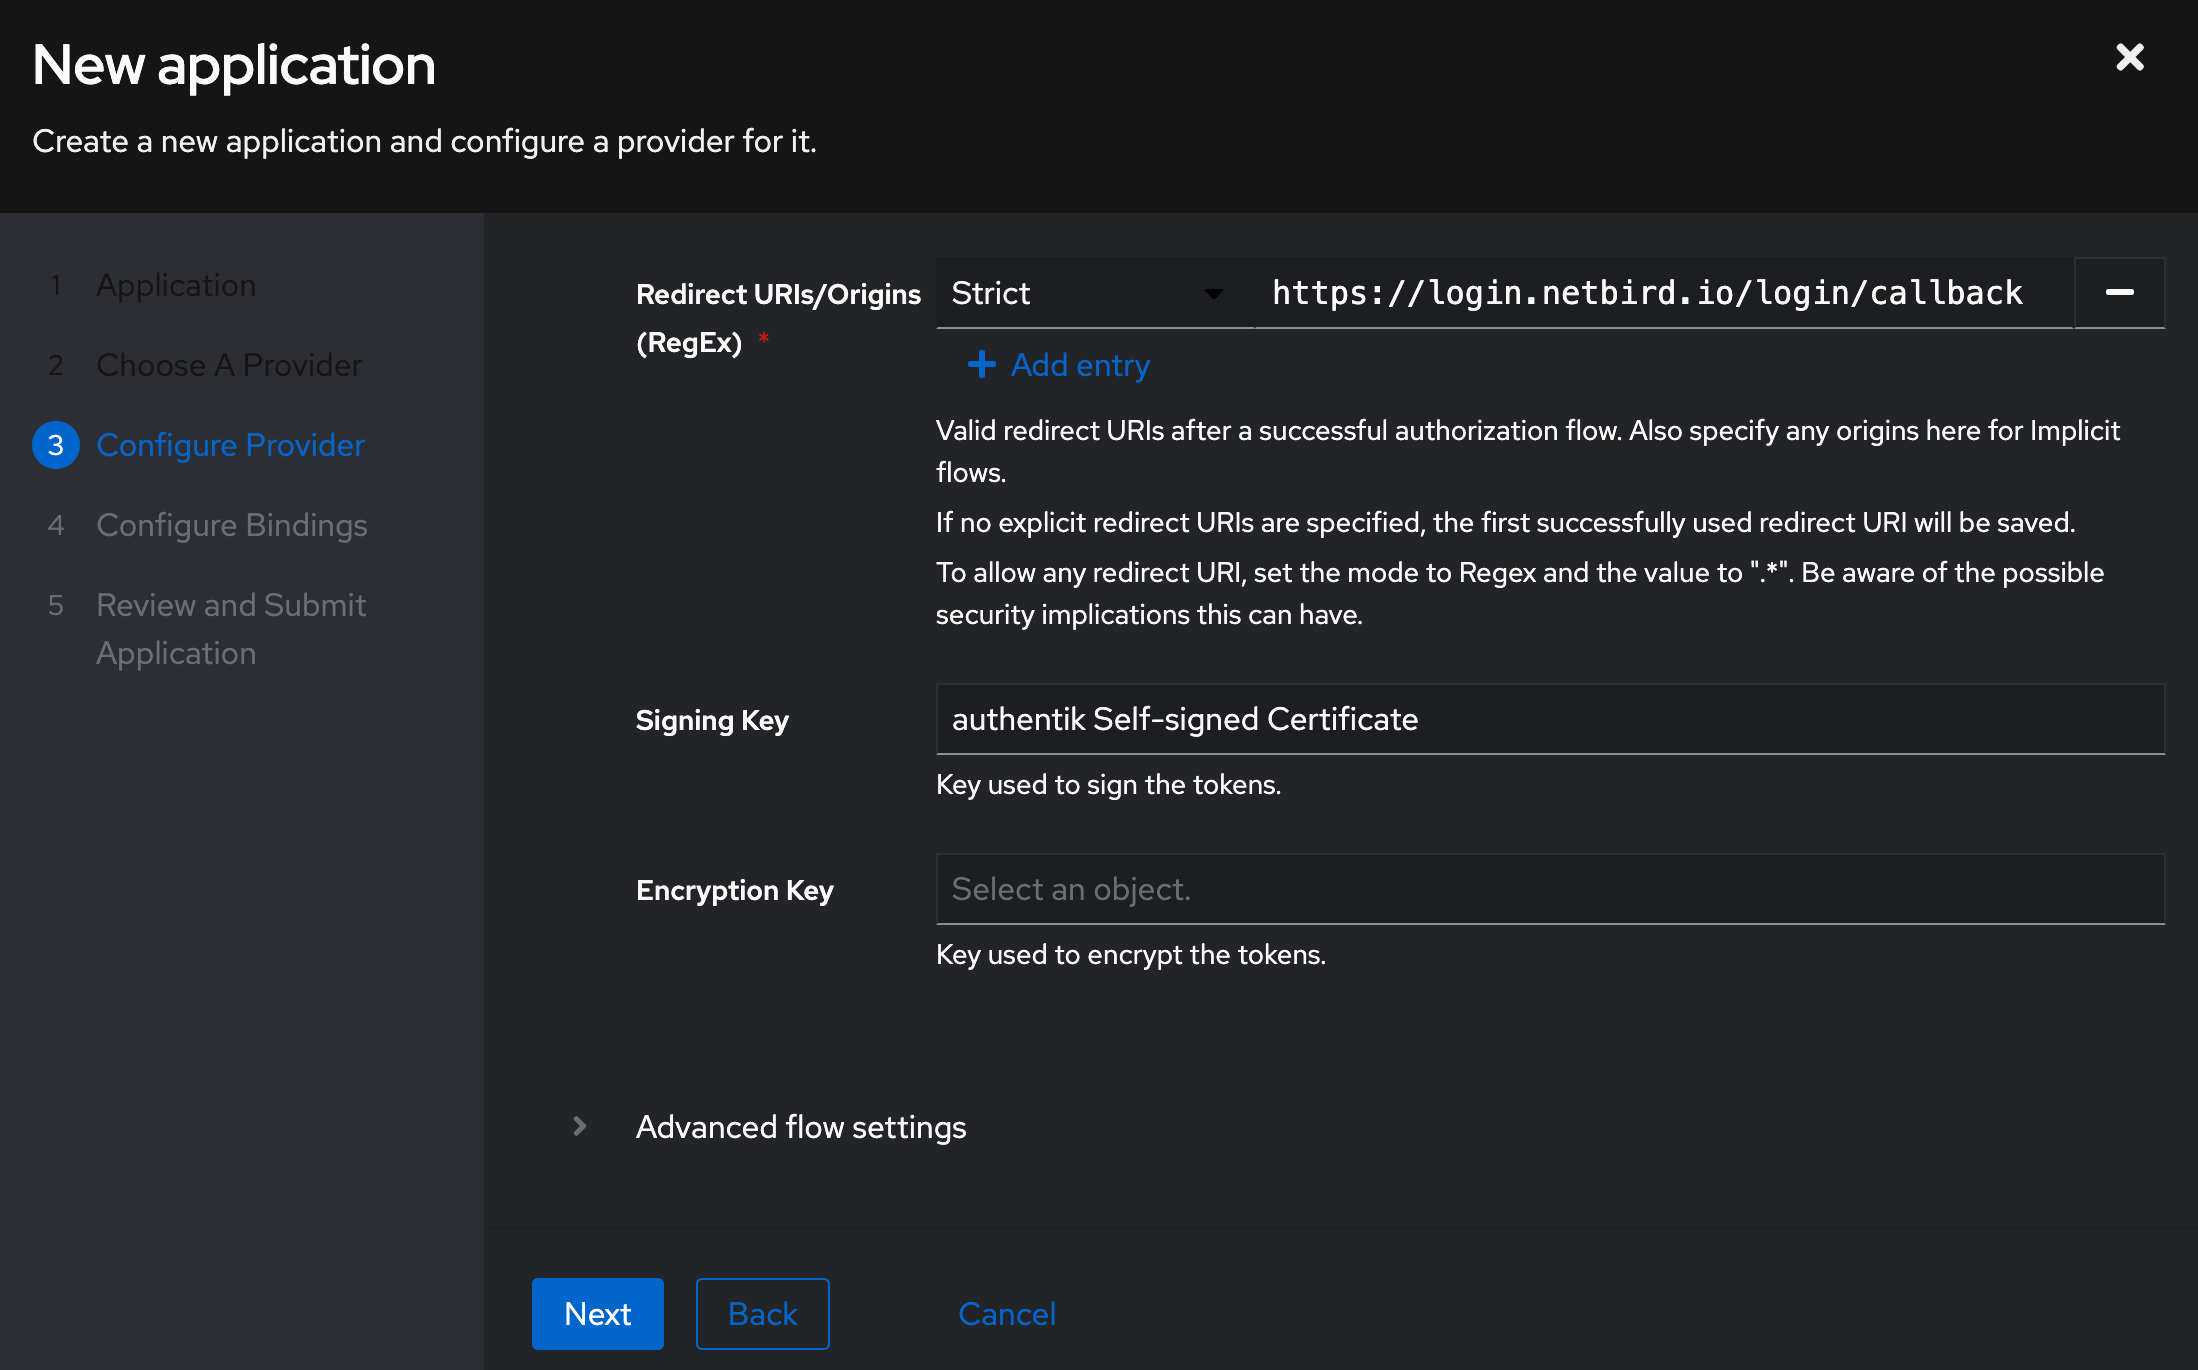 New application
Create a new application and configure a provider for it.
1 Application
2 Choose A Provider
3 Configure Provider
4 Configure Bindings
5 Review and Submit
Application
Redirect URIs/Origins
(RegEx) *
Strict
https://login.netbird.io/login/callback
Add entry
Valid redirect URIs after a successful authorization flow. Also specify any origins here for Implicit
flows.
If no explicit redirect URIs are specified, the first successfully used redirect URI will be saved.
To allow any redirect URI, set the mode to Regex and the value to ".*". Be aware of the possible
security implications this can have.
Signing Key
authentik Self-signed Certificate
Key used to sign the tokens.
Encryption Key
Select an object.
Key used to encrypt the tokens.
Advanced flow settings
Next
Back
Cancel